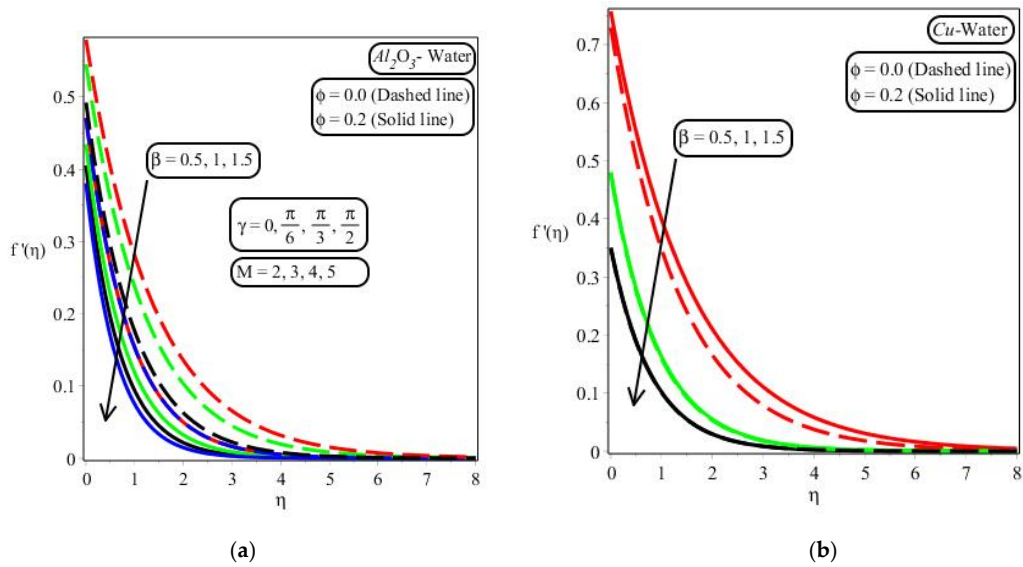 Al2O3- Water
ϕ = 0.0 (Dashed line)
ϕ = 0.2 (Solid line)
β = 0.5, 1, 1.5
γ = 0, π/6, π/3, π/2
M = 2, 3, 4, 5
f '(η)
0.5
0.4
0.3
0.2
0.1
0
0 1 2 3 4 5 6 7 8
η
(a)
Cu-Water
ϕ = 0.0 (Dashed line)
ϕ = 0.2 (Solid line)
β = 0.5, 1, 1.5
f '(η)
0.7
0.6
0.5
0.4
0.3
0.2
0.1
0
0 1 2 3 4 5 6 7 8
η
(b)